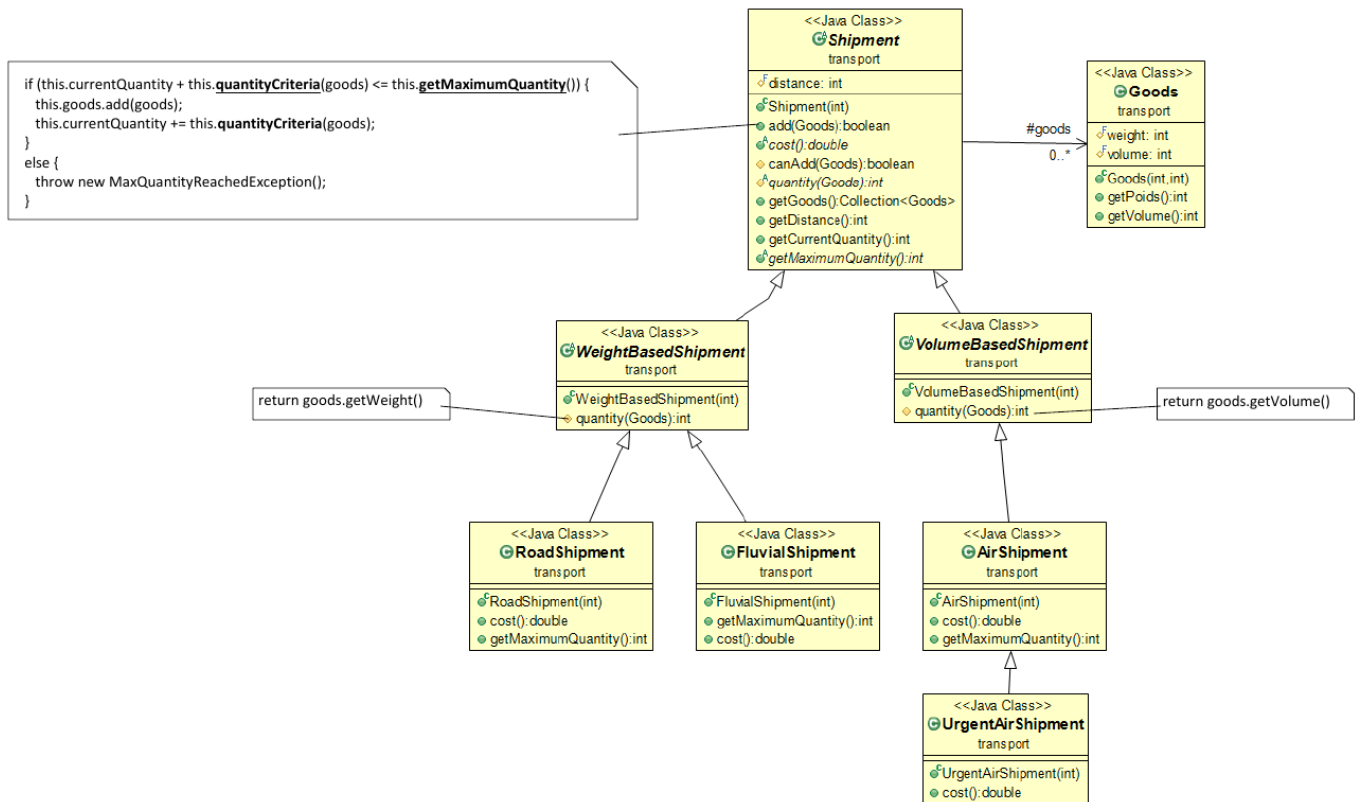 <<Java Class>>
Shipment
transport
distance: int
Shipment(int)
add(Goods):boolean
cost():double
canAdd(Goods):boolean
quantity(Goods):int
getGoods():Collection<Goods>
getDistance():int
getCurrentQuantity():int
getMaximumQuantity():int
if (this.currentQuantity + this.quantityCriteria(goods) <= this.getMaximumQuantity()) {
this.goods.add(goods);
this.currentQuantity += this.quantityCriteria(goods);
}
else {
throw new MaxQuantityReachedException();
}
#goods
0..*
<<Java Class>>
Goods
transport
weight: int
volume: int
Goods(int,int)
getPoids():int
getVolume():int
<<Java Class>>
WeightBasedShipment
transport
WeightBasedShipment(int)
quantity(Goods):int
return goods.getWeight()
<<Java Class>>
VolumeBasedShipment
transport
VolumeBasedShipment(int)
quantity(Goods):int
return goods.getVolume()
<<Java Class>>
RoadShipment
transport
RoadShipment(int)
cost():double
getMaximumQuantity():int
<<Java Class>>
FluvialShipment
transport
FluvialShipment(int)
getMaximumQuantity():int
cost():double
<<Java Class>>
AirShipment
transport
AirShipment(int)
cost():double
getMaximumQuantity():int
<<Java Class>>
UrgentAirShipment
transport
UrgentAirShipment(int)
cost():double